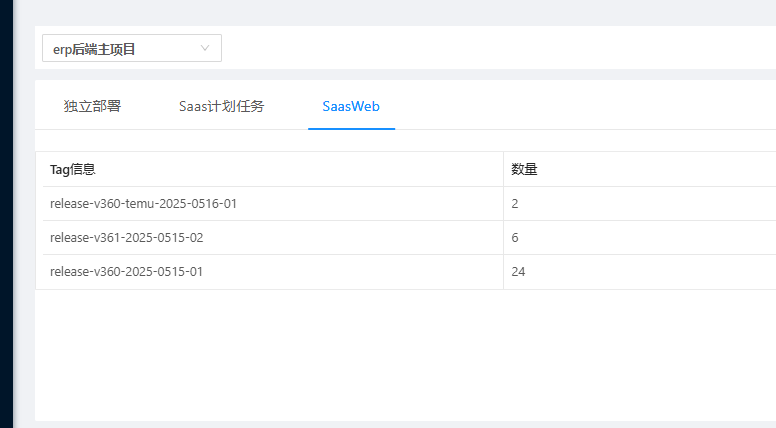 erp后端主项目
独立部署 Saas计划任务 SaasWeb
Tag信息 数量
release-v360-temu-2025-0516-01 2
release-v361-2025-0515-02 6
release-v360-2025-0515-01 24